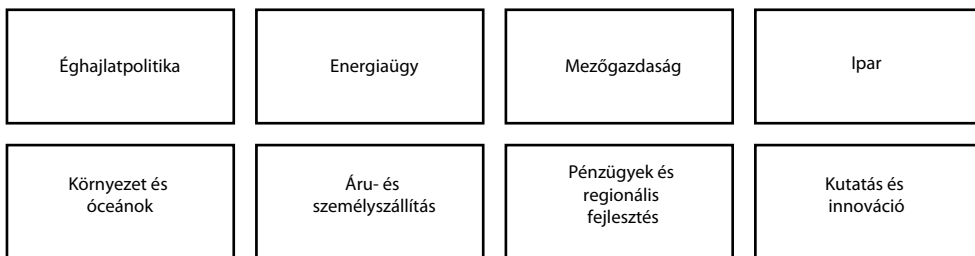 Éghajlatpolitika
Energiaügy
Mezőgazdaság
Ipar
Környezet és
óceánok
Áru- és
személyszállítás
Pénzügyek és
regionális
fejlesztés
Kutatás és
innováció